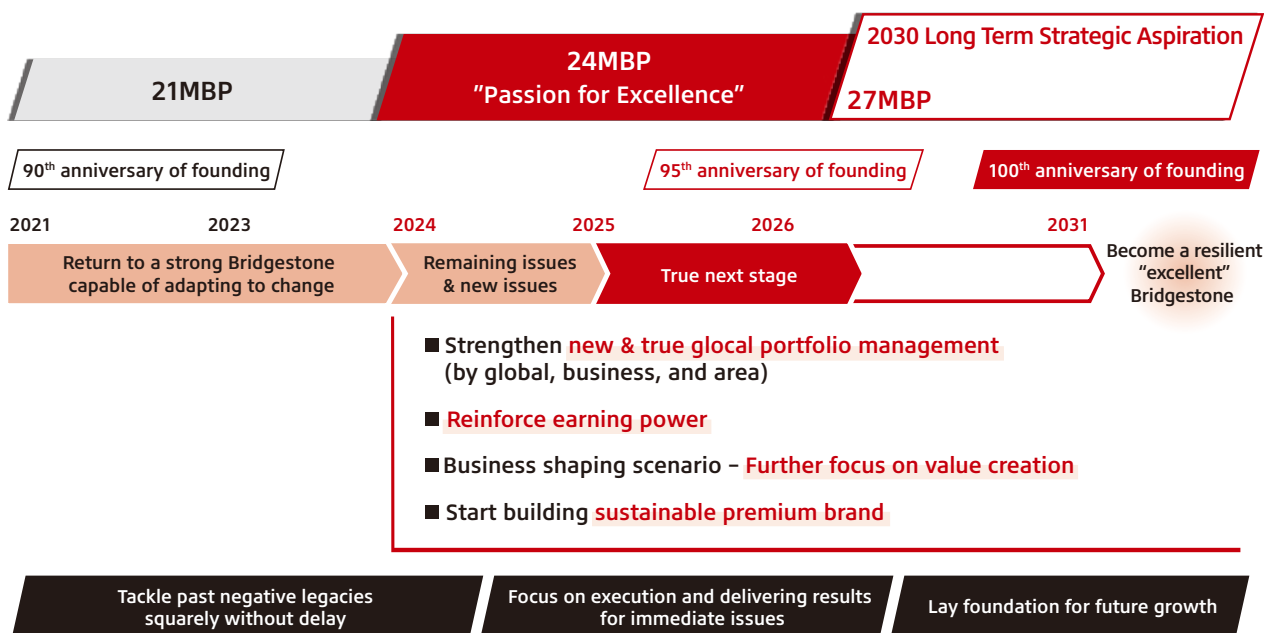 21MBP
24MBP
"Passion for Excellence"
2030 Long Term Strategic Aspiration
27MBP
90th anniversary of founding
95th anniversary of founding
100th anniversary of founding
2021
2023
2024
2025
2026
2031
Return to a strong Bridgestone
capable of adapting to change
Remaining issues
& new issues
True next stage
Become a resilient
“excellent”
Bridgestone
■ Strengthen new & true glocal portfolio management
(by global, business, and area)
■ Reinforce earning power
■ Business shaping scenario – Further focus on value creation
■ Start building sustainable premium brand
Tackle past negative legacies
squarely without delay
Focus on execution and delivering results
for immediate issues
Lay foundation for future growth